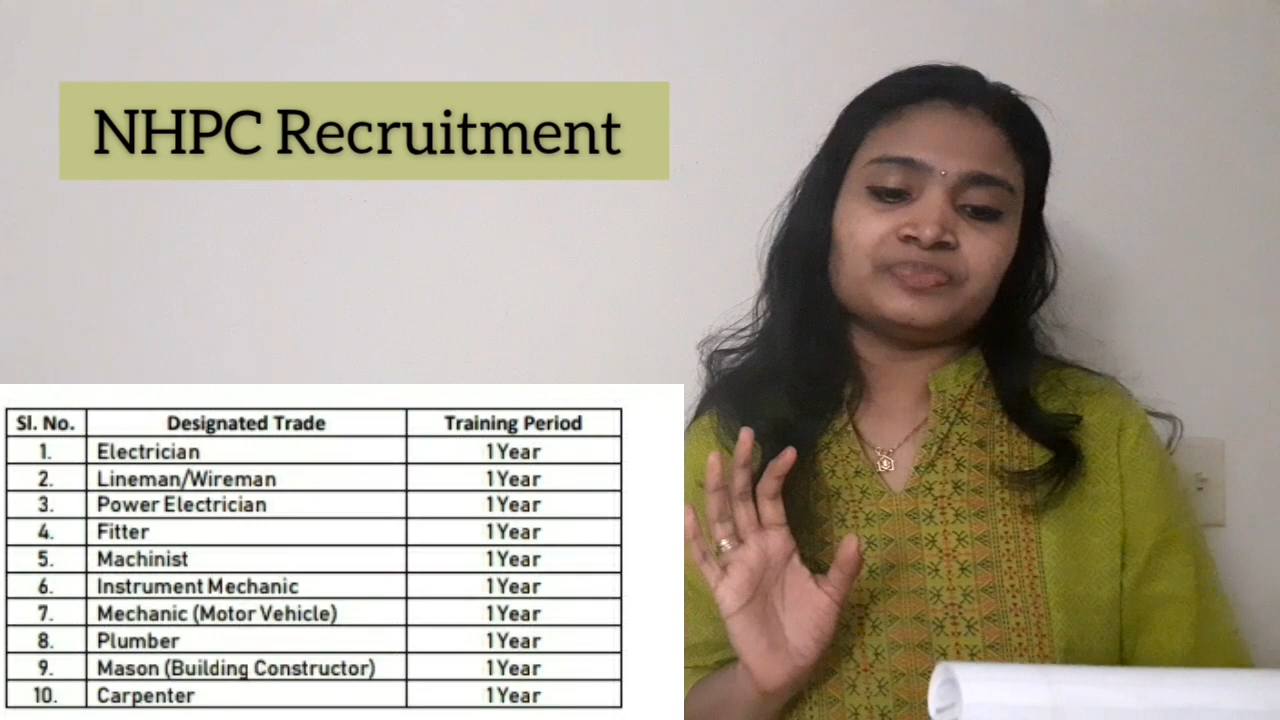 NHPC Recruitment
Sl. No. Designated Trade Training Period
1. Electrician 1 Year
2. Lineman/Wireman 1 Year
3. Power Electrician 1 Year
4. Fitter 1 Year
5. Machinist 1 Year
6. Instrument Mechanic 1 Year
7. Mechanic (Motor Vehicle) 1 Year
8. Plumber 1 Year
9. Mason (Building Constructor) 1 Year
10. Carpenter 1 Year